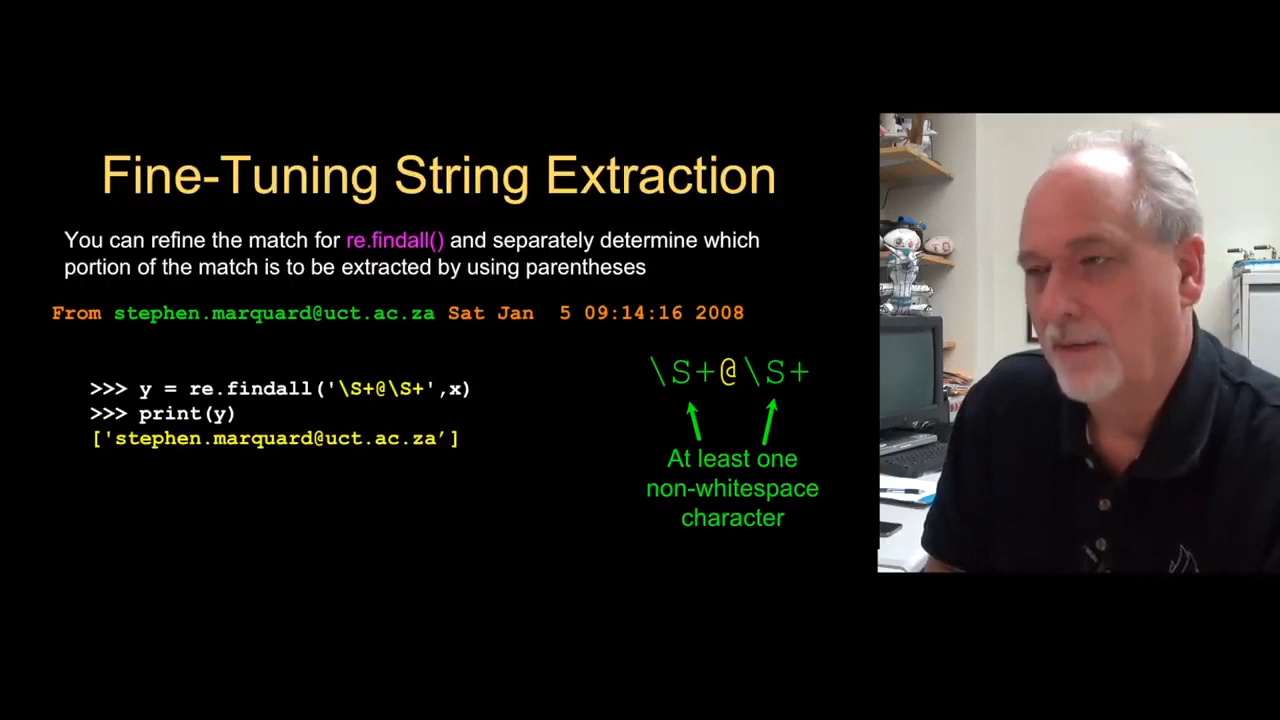 Fine-Tuning String Extraction
You can refine the match for re.findall() and separately determine which
portion of the match is to be extracted by using parentheses
From stephen.marquard@uct.ac.za Sat Jan  5 09:14:16 2008
>>> y = re.findall('\S+@\S+',x)
>>> print(y)
['stephen.marquard@uct.ac.za’]
\S+@\S+
At least one
non-whitespace
character